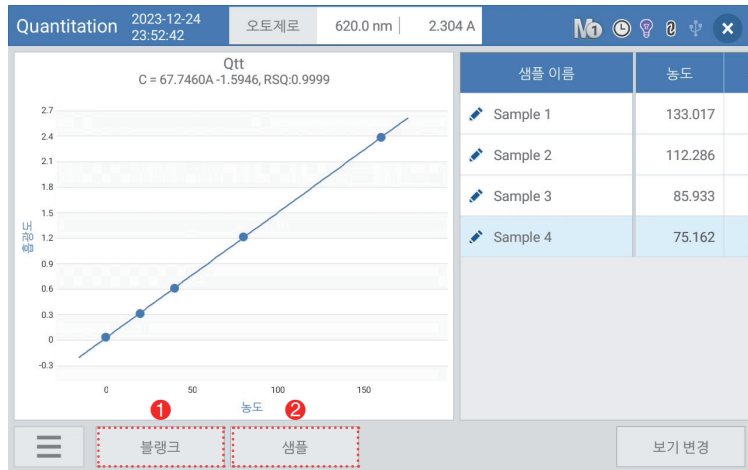 Quantitation 2023-12-24 23:52:42 오토제로 620.0 nm 2.304 A M1
Qtt
C = 67.7460A -1.5946, RSQ:0.9999
2.7
2.4
2.1
1.8
1.5
1.2
0.9
0.6
0.3
0
-0.3
흡광도
0 50 100 150
농도
샘플 이름 농도
Sample 1 133.017
Sample 2 112.286
Sample 3 85.933
Sample 4 75.162
1 2
블랭크 샘플 보기 변경